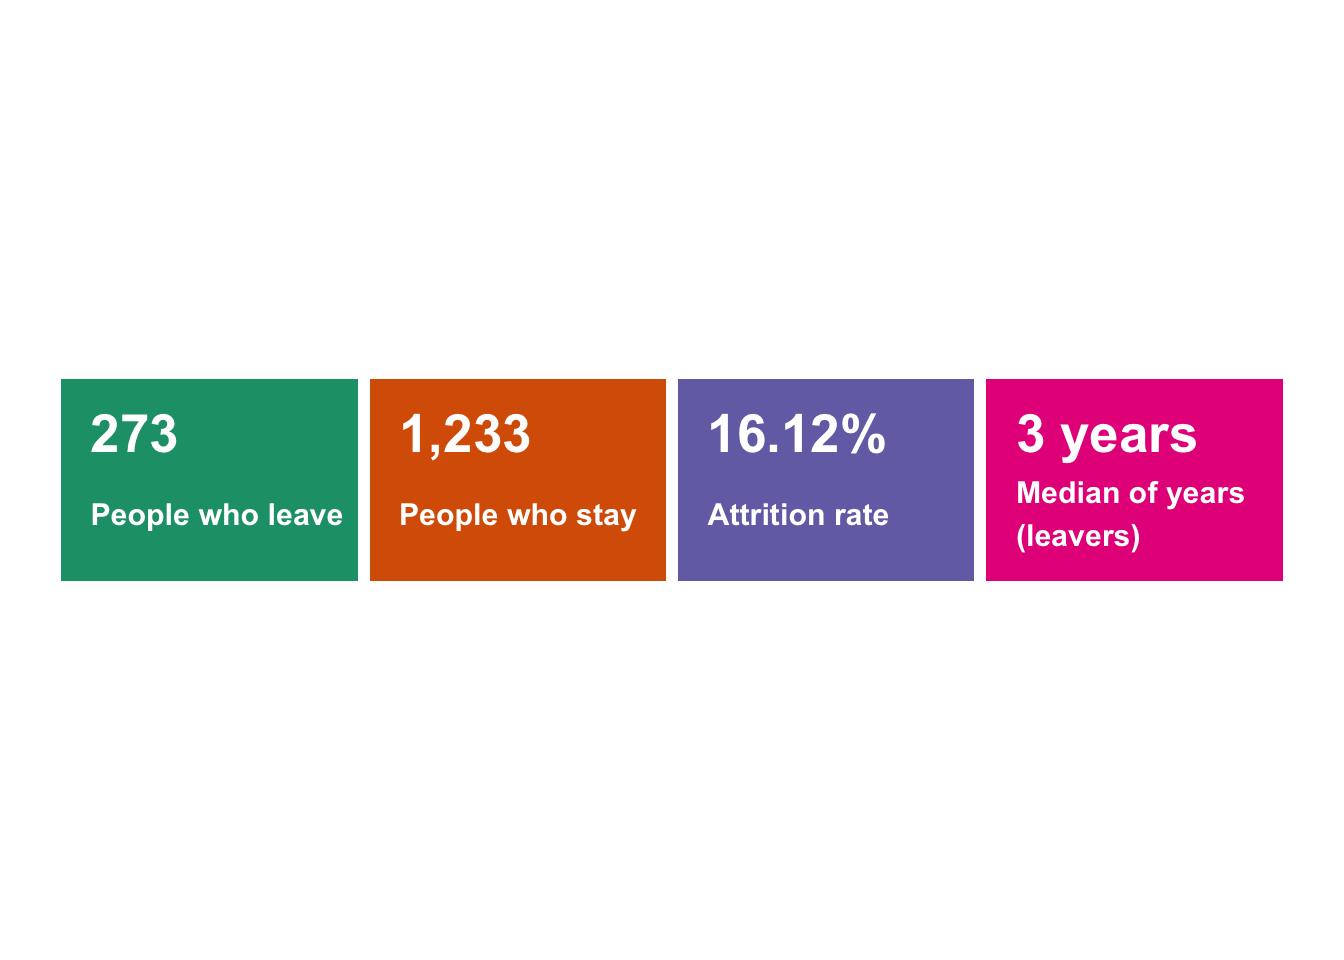 273
People who leave
1,233
People who stay
16.12%
Attrition rate
3 years
Median of years
(leavers)